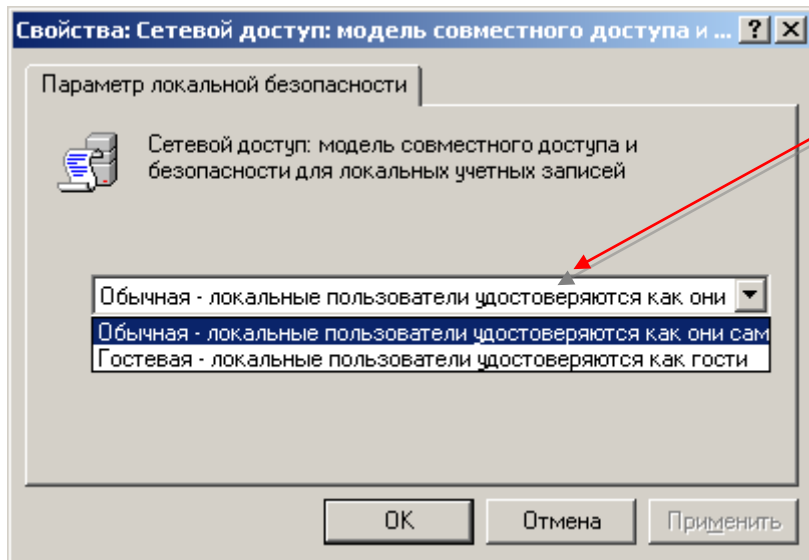 Свойства: Сетевой доступ: модель совместного доступа и ...
Параметр локальной безопасности
Сетевой доступ: модель совместного доступа и
безопасности для локальных учетных записей
Обычная - локальные пользователи удостоверяются как они
Обычная - локальные пользователи удостоверяются как они сам
Гостевая - локальные пользователи удостоверяются как гости
ОК
Отмена
Применить